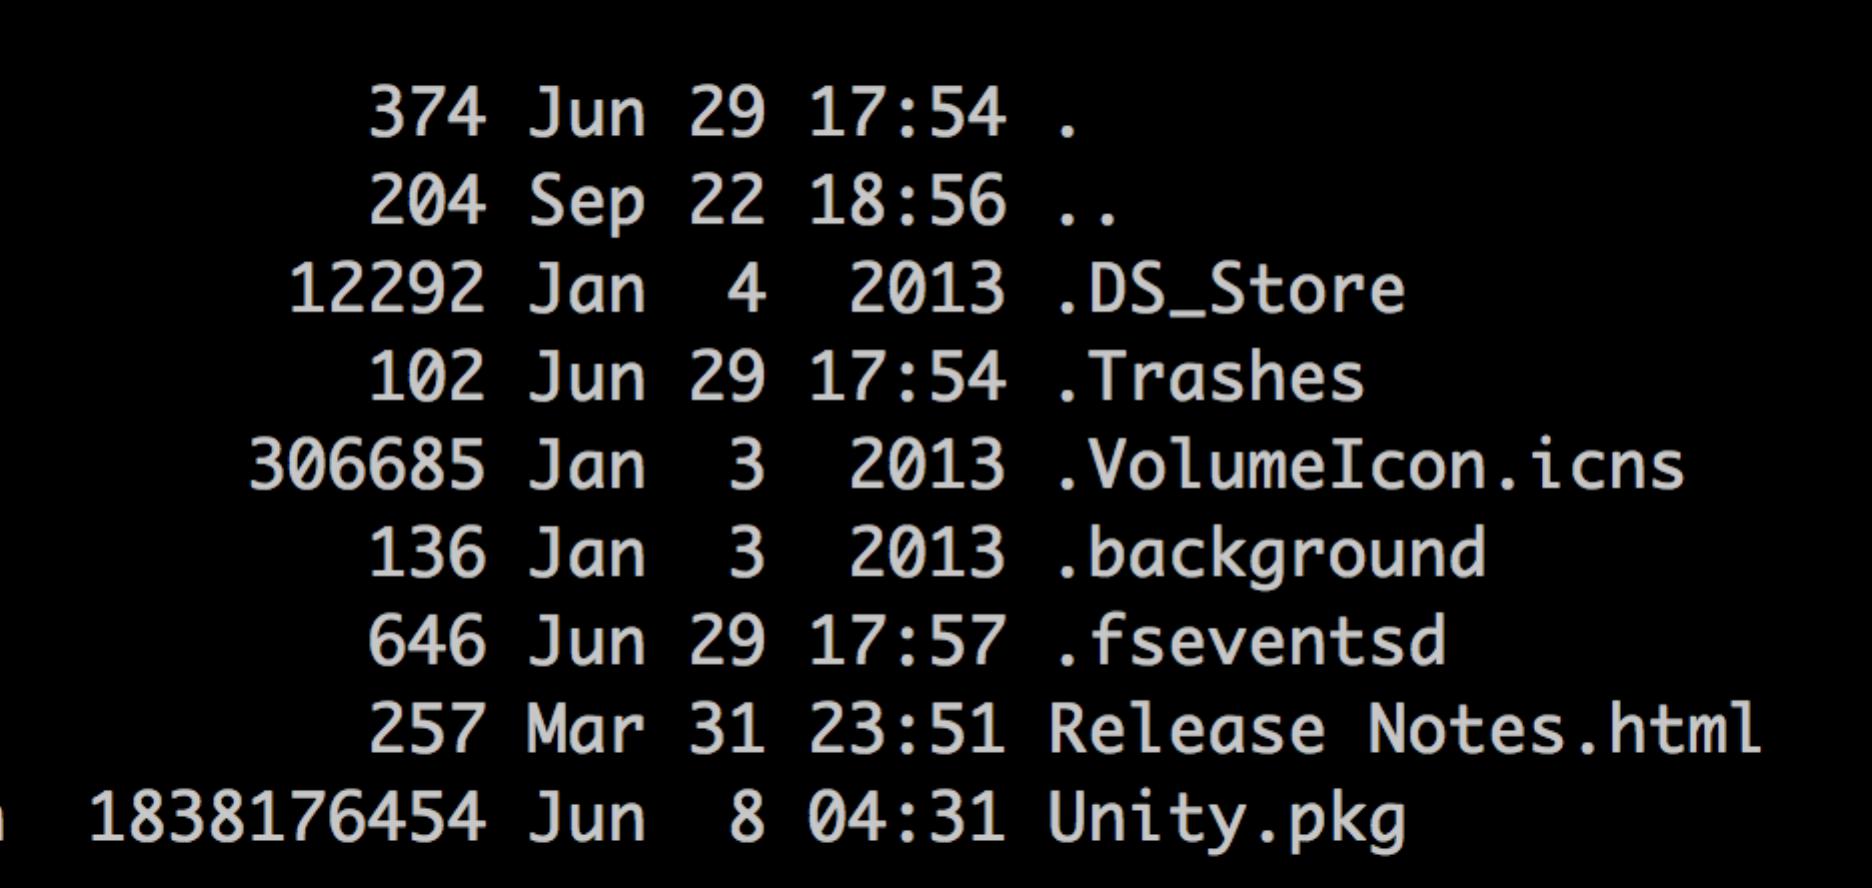 374 Jun 29 17:54 .
204 Sep 22 18:56 ..
12292 Jan  4  2013 .DS_Store
102 Jun 29 17:54 .Trashes
306685 Jan  3  2013 .VolumeIcon.icns
136 Jan  3  2013 .background
646 Jun 29 17:57 .fseventsd
257 Mar 31 23:51 Release Notes.html
1838176454 Jun  8 04:31 Unity.pkg